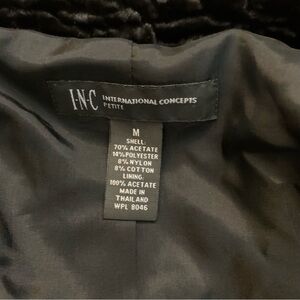 I·N·C INTERNATIONAL CONCEPTS
PETITE
M
SHELL:
70% ACETATE
14% POLYESTER
8% NYLON
8% COTTON
LINING:
100% ACETATE
MADE IN
THAILAND
WPL 8046